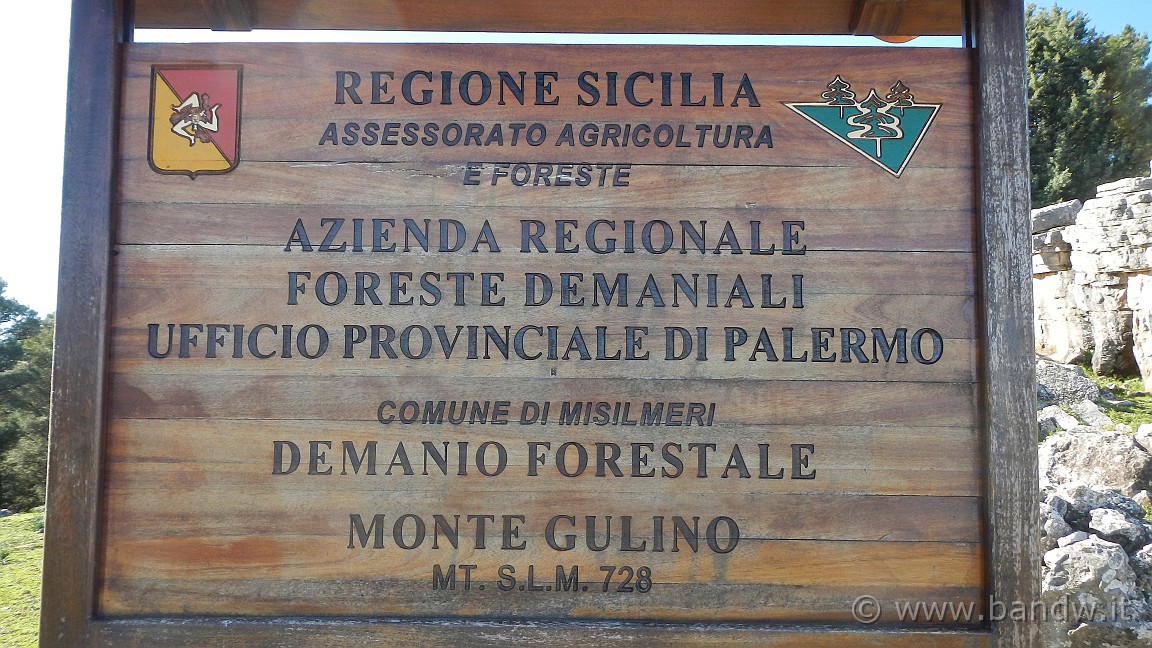 REGIONE SICILIA
ASSESSORATO AGRICOLTURA
E FORESTE
AZIENDA REGIONALE
FORESTE DEMANIALI
UFFICIO PROVINCIALE DI PALERMO
COMUNE DI MISILMERI
DEMANIO FORESTALE
MONTE GULINO
MT. S.L.M. 728
© www.bandw.it